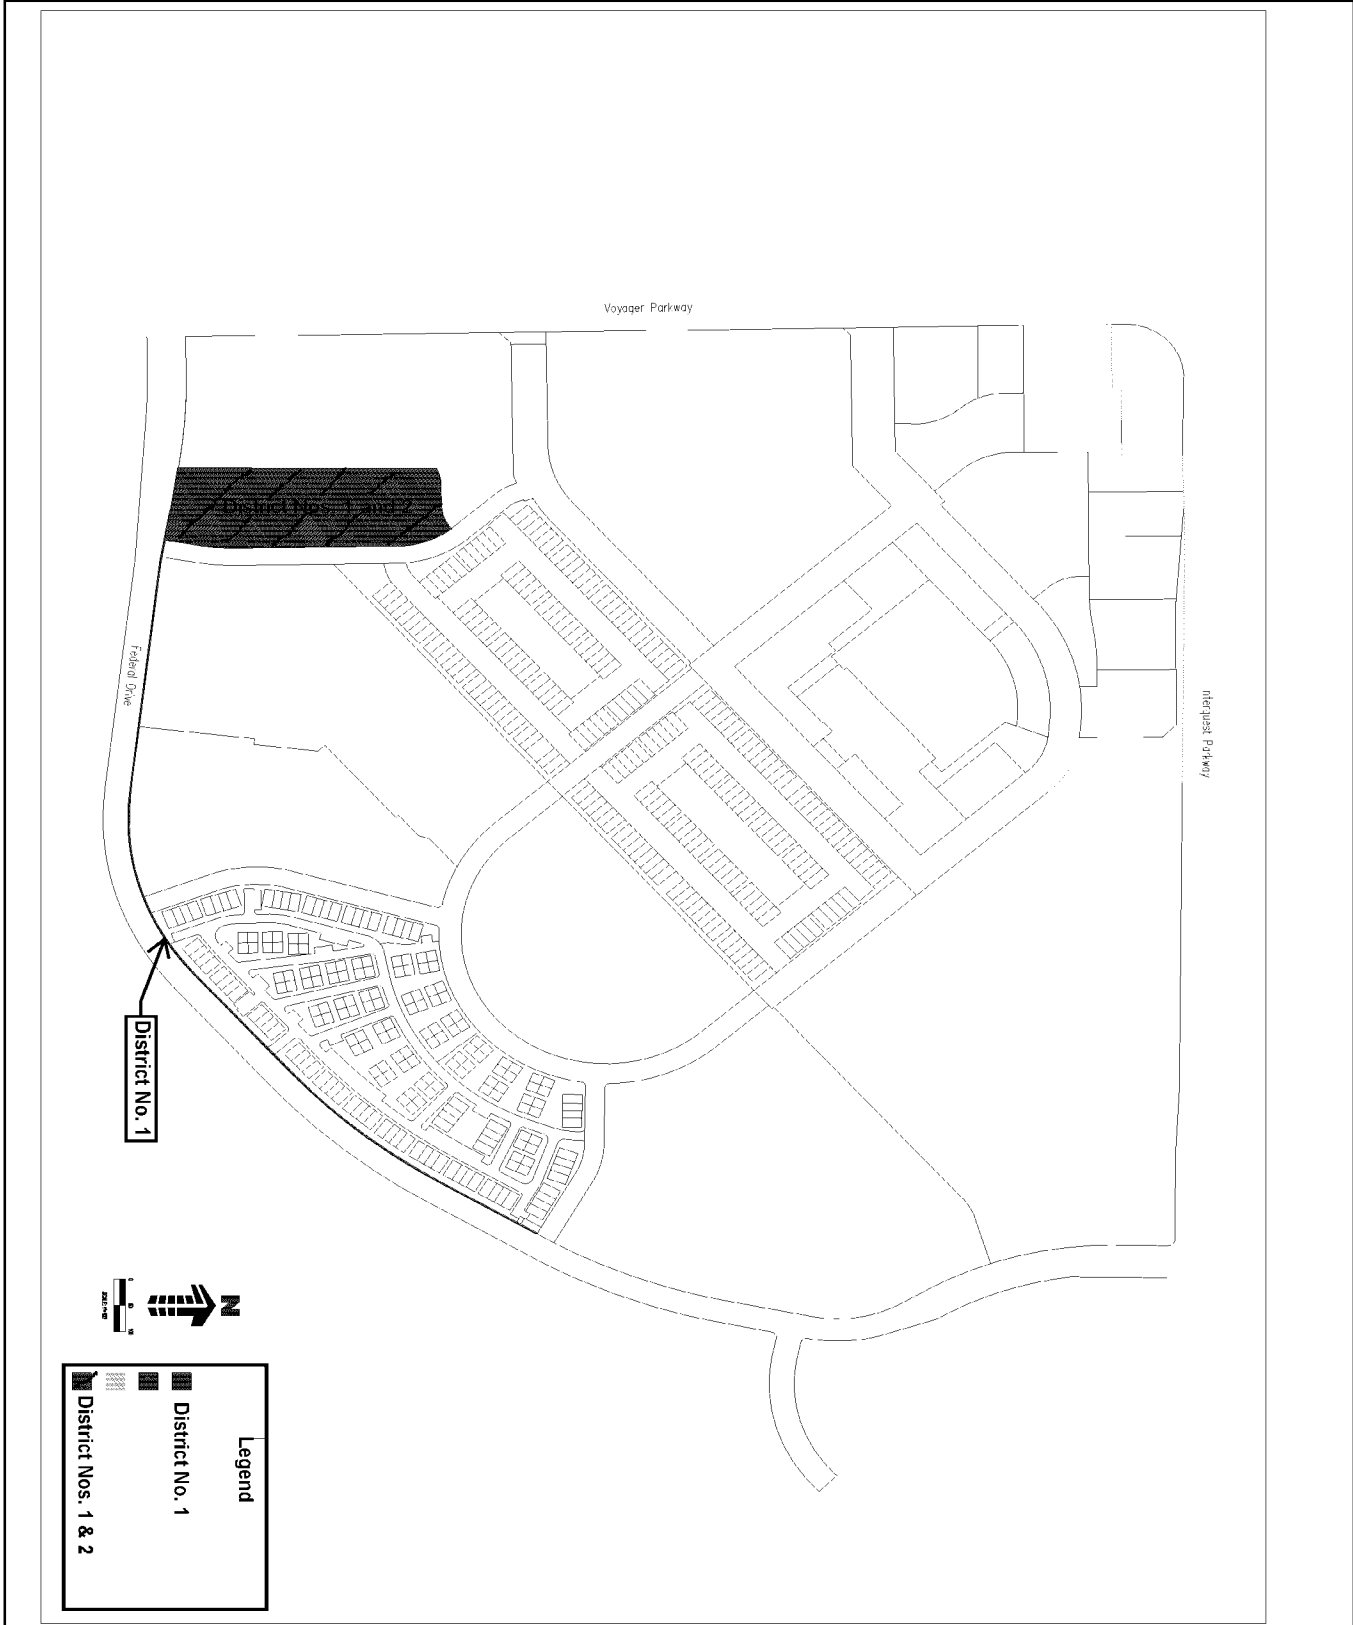 Voyager Parkway
nterquest Parkway
Federal Drive
District No. 1
N
Legend
District No. 1
District Nos. 1 & 2